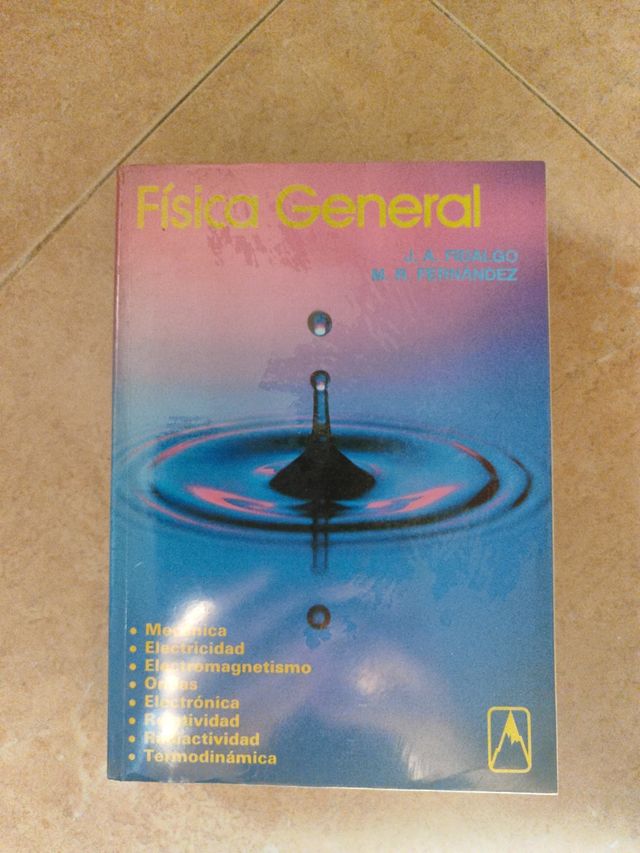 Física General
J. A. FIDALGO
M. R. FERNANDEZ
• Mecánica
• Electricidad
• Electromagnetismo
• Ondas
• Electrónica
• Relatividad
• Radiactividad
• Termodinámica